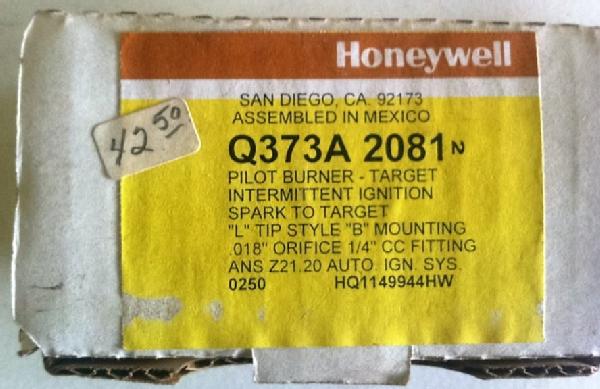 Honeywell
SAN DIEGO, CA. 92173
ASSEMBLED IN MEXICO
42 50
Q373A 2081 N
PILOT BURNER - TARGET
INTERMITTENT IGNITION
SPARK TO TARGET
"L" TIP STYLE "B" MOUNTING
.018" ORIFICE 1/4" CC FITTING
ANS Z21.20 AUTO. IGN. SYS.
0250 HQ1149944HW